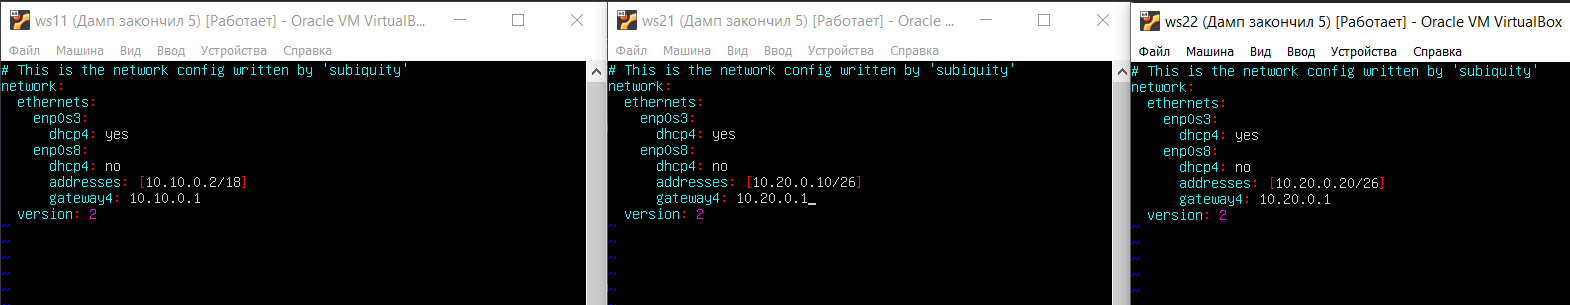 ws11 (Дамп закончил 5) [Работает] - Oracle VM VirtualB...
Файл Машина Вид Ввод Устройства Справка
# This is the network config written by 'subiquity'
network:
  ethernets:
    enp0s3:
      dhcp4: yes
    enp0s8:
      dhcp4: no
      addresses: [10.10.0.2/18]
      gateway4: 10.10.0.1
  version: 2
~
~
~
~
~
ws21 (Дамп закончил 5) [Работает] - Oracle ...
Файл Машина Вид Ввод Устройства Справка
# This is the network config written by 'subiquity'
network:
  ethernets:
    enp0s3:
      dhcp4: yes
    enp0s8:
      dhcp4: no
      addresses: [10.20.0.10/26]
      gateway4: 10.20.0.1_
  version: 2
~
~
~
~
~
ws22 (Дамп закончил 5) [Работает] - Oracle VM VirtualBox
Файл Машина Вид Ввод Устройства Справка
# This is the network config written by 'subiquity'
network:
  ethernets:
    enp0s3:
      dhcp4: yes
    enp0s8:
      dhcp4: no
      addresses: [10.20.0.20/26]
      gateway4: 10.20.0.1
  version: 2
~
~
~
~
~